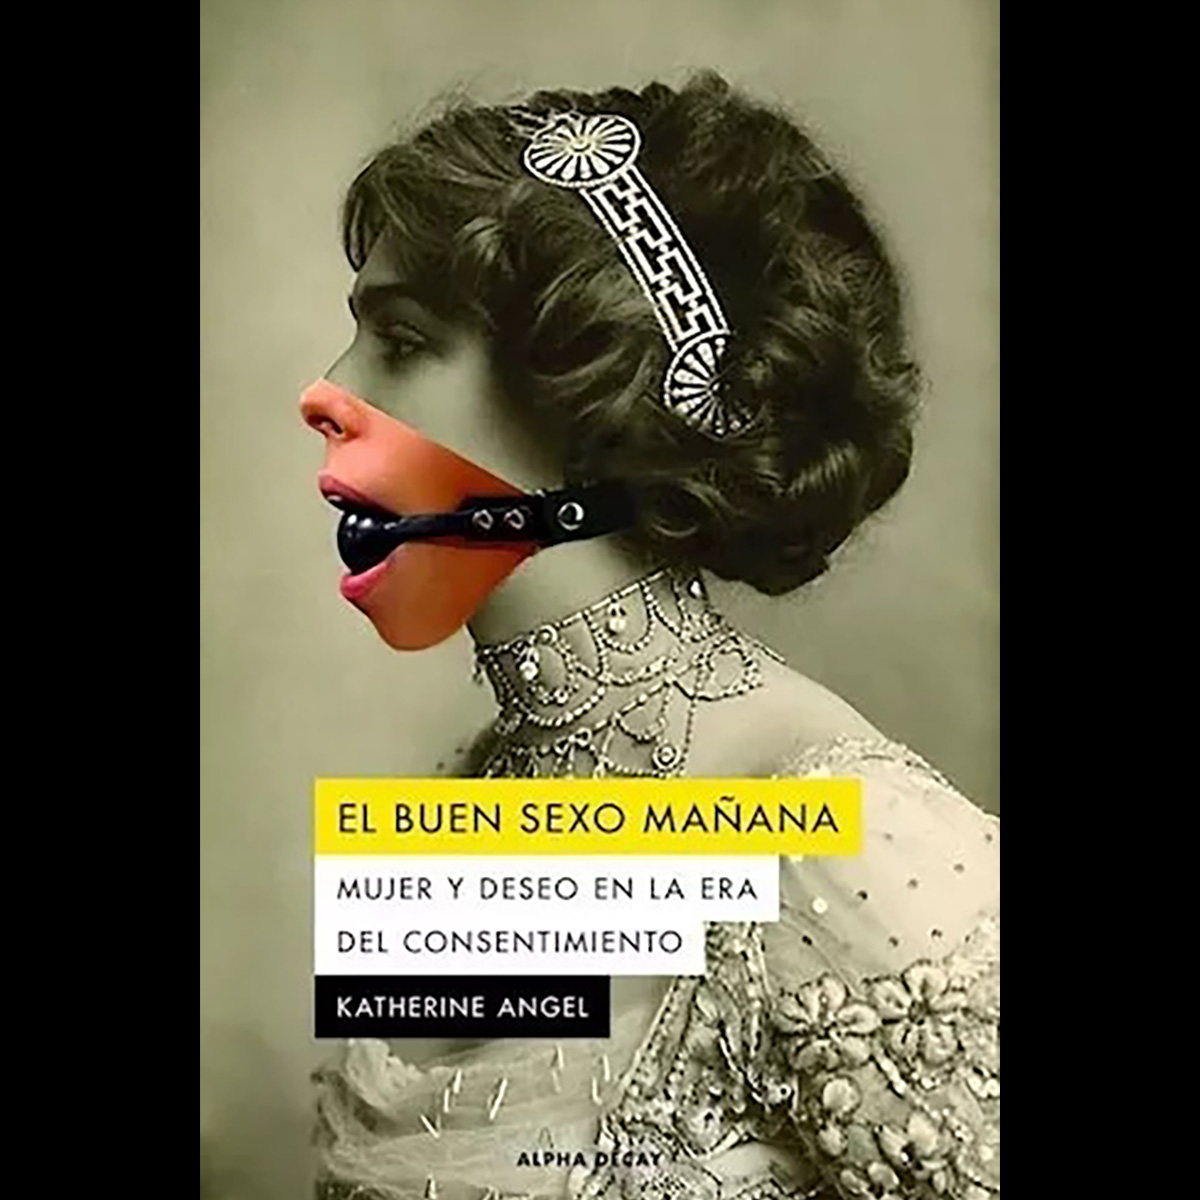 EL BUEN SEXO MAÑANA
MUJER Y DESEO EN LA ERA
DEL CONSENTIMIENTO
KATHERINE ANGEL
ALPHA DECAY